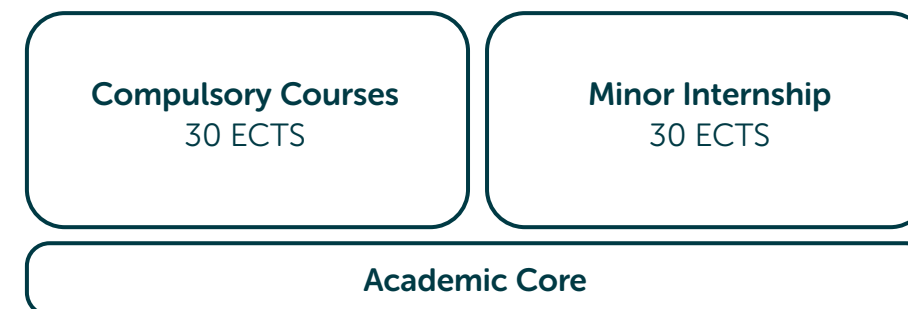 Compulsory Courses
30 ECTS
Minor Internship
30 ECTS
Academic Core